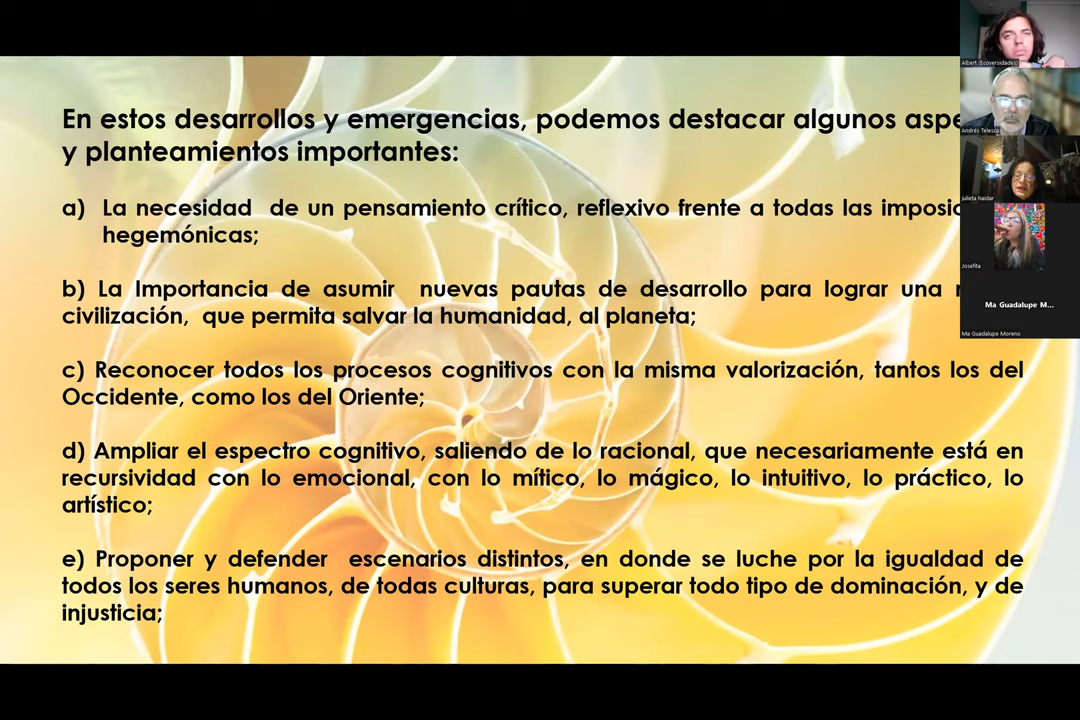 En estos desarrollos y emergencias, podemos destacar algunos
y planteamientos importantes:
a) La necesidad de un pensamiento crítico, reflexivo frente a todas las
hegemónicas;
b) La Importancia de asumir nuevas pautas de desarrollo para lograr una
civilización, que permita salvar la humanidad, al planeta;
c) Reconocer todos los procesos cognitivos con la misma valorización, tantos los del
Occidente, como los del Oriente;
d) Ampliar el espectro cognitivo, saliendo de lo racional, que necesariamente está en
recursividad con lo emocional, con lo mítico, lo mágico, lo intuitivo, lo práctico, lo
artístico;
e) Proponer y defender escenarios distintos, en donde se luche por la igualdad de
todos los seres humanos, de todas culturas, para superar todo tipo de dominación, y de
injusticia;
Albert (Ecoversidades)
Andrés Telesca
julieta haidar
Josefita
Ma Guadalupe M...
Ma Guadalupe Moreno